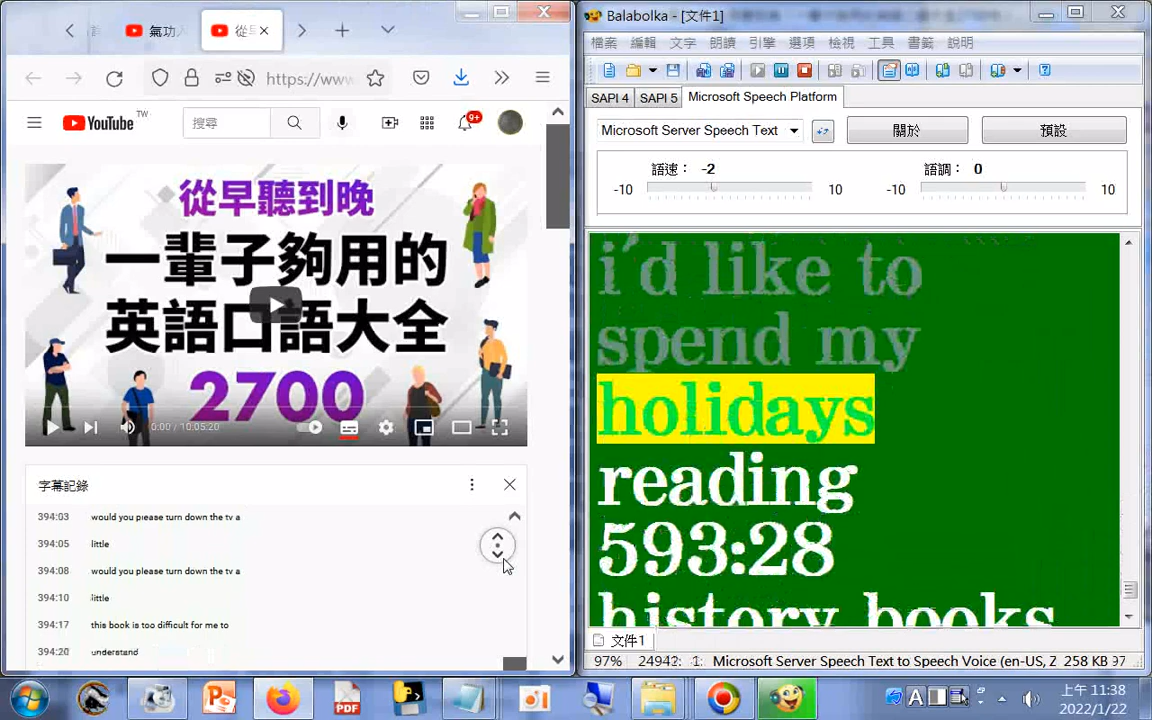 氣功
從
https://www
YouTube TW
搜尋
9+
從早聽到晚
一輩子夠用的
英語口語大全
2700
0:00 / 10:05:20
字幕記錄
394:03 would you please turn down the tv a
394:05 little
394:08 would you please turn down the tv a
394:10 little
394:17 this book is too difficult for me to
394:20 understand
Balabolka - [文件1]
檔案 編輯 文字 朗讀 引擎 選項 檢視 工具 書籤 說明
SAPI 4 SAPI 5 Microsoft Speech Platform
Microsoft Server Speech Text 關於 預設
語速： -2 語調： 0
-10 10 -10 10
i'd like to
spend my
holidays
reading
593:28
history books
文件1
97% 1: Microsoft Server Speech Text to Speech Voice (en-US, Z 258 KB 97
PDF
A
上午 11:38
2022/1/22